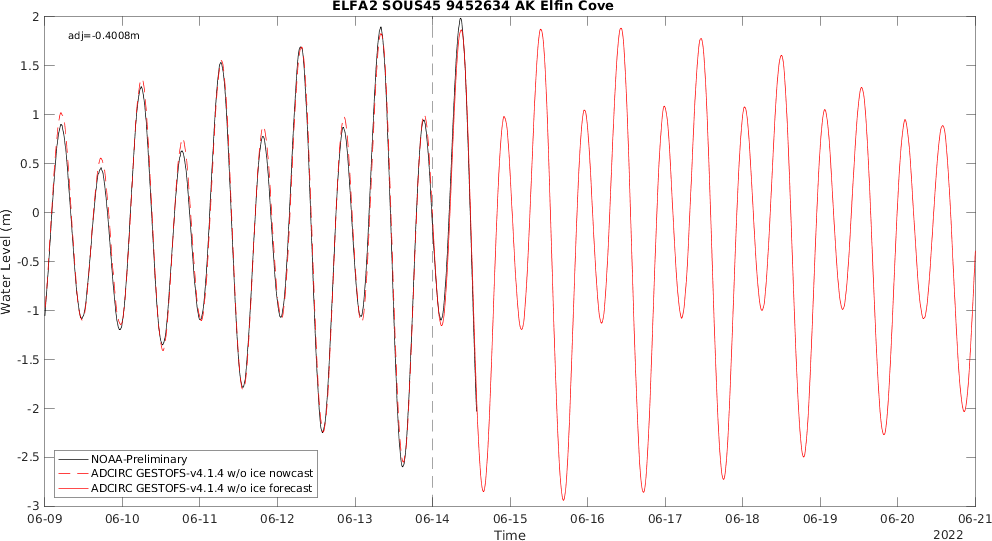 ELFA2 SOUS45 9452634 AK Elfin Cove
adj=-0.4008m
2
1.5
1
0.5
0
-0.5
-1
-1.5
-2
-2.5
-3
Water Level (m)
NOAA-Preliminary
ADCIRC GESTOFS-v4.1.4 w/o ice nowcast
ADCIRC GESTOFS-v4.1.4 w/o ice forecast
06-09 06-10 06-11 06-12 06-13 06-14 06-15 06-16 06-17 06-18 06-19 06-20 06-21
Time
2022